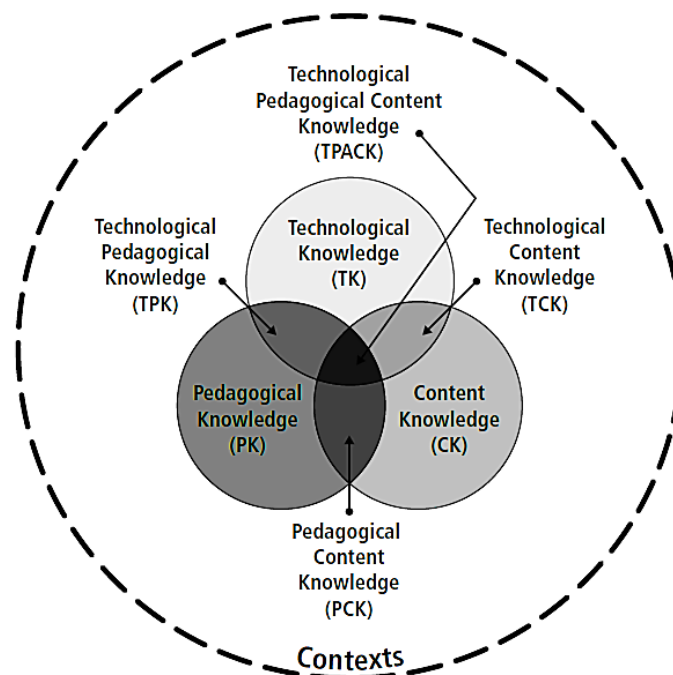 Technological
Pedagogical Content
Knowledge
(TPACK)
Technological
Pedagogical
Knowledge
(TPK)
Technological
Knowledge
(TK)
Technological
Content
Knowledge
(TCK)
Pedagogical
Knowledge
(PK)
Content
Knowledge
(CK)
Pedagogical
Content
Knowledge
(PCK)
Contexts